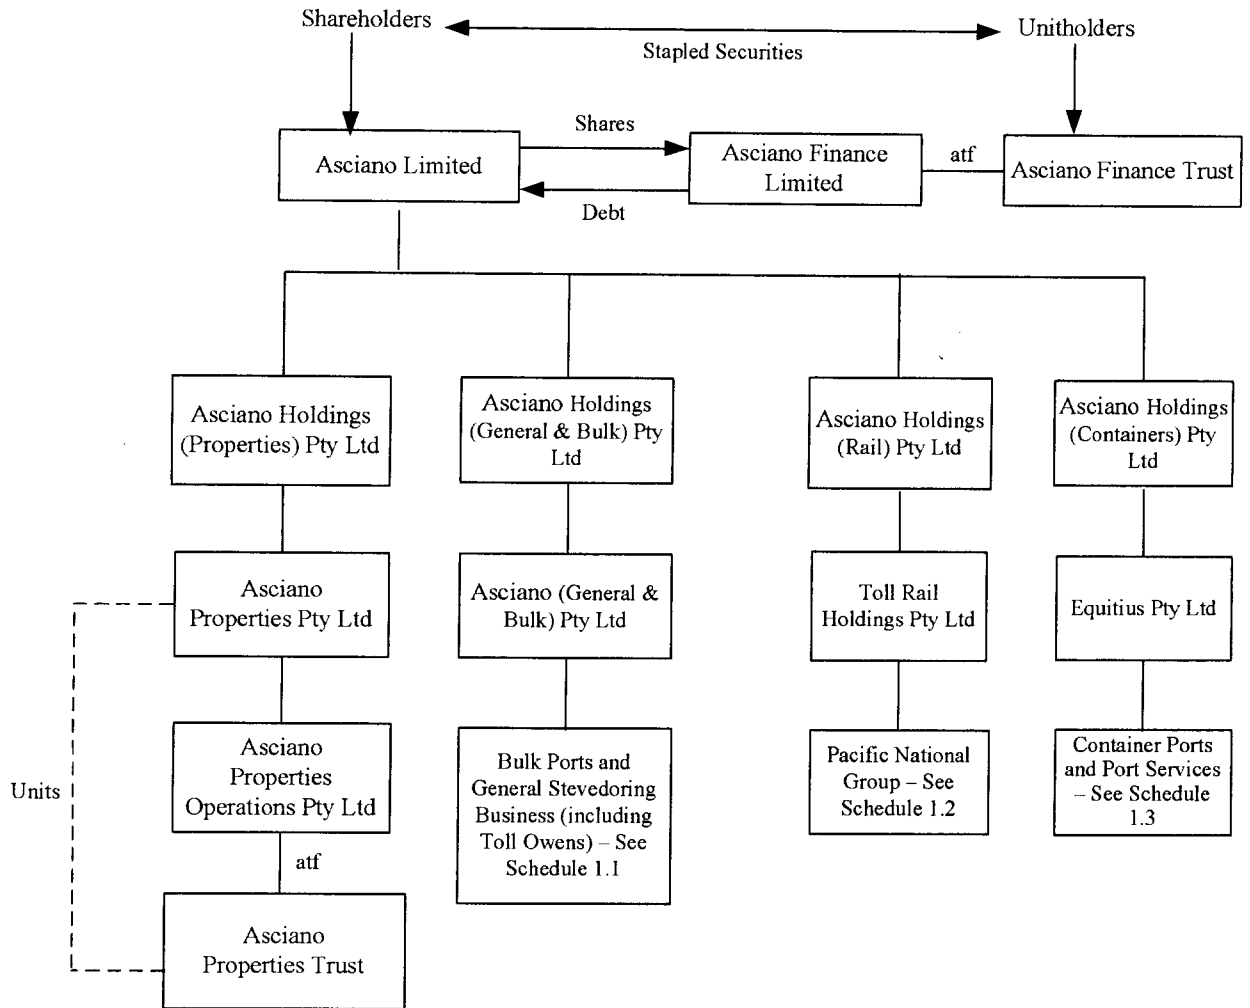 Shareholders
Stapled Securities
Unitholders
Asciano Limited
Shares
Debt
Asciano Finance
Limited
atf
Asciano Finance Trust
Asciano Holdings
(Properties) Pty Ltd
Asciano Holdings
(General & Bulk) Pty
Ltd
Asciano Holdings
(Rail) Pty Ltd
Asciano Holdings
(Containers) Pty
Ltd
Asciano
Properties Pty Ltd
Asciano (General &
Bulk) Pty Ltd
Toll Rail
Holdings Pty Ltd
Equitius Pty Ltd
Units
Asciano
Properties
Operations Pty Ltd
Bulk Ports and
General Stevedoring
Business (including
Toll Owens) – See
Schedule 1.1
Pacific National
Group – See
Schedule 1.2
Container Ports
and Port Services
– See Schedule
1.3
atf
Asciano
Properties Trust